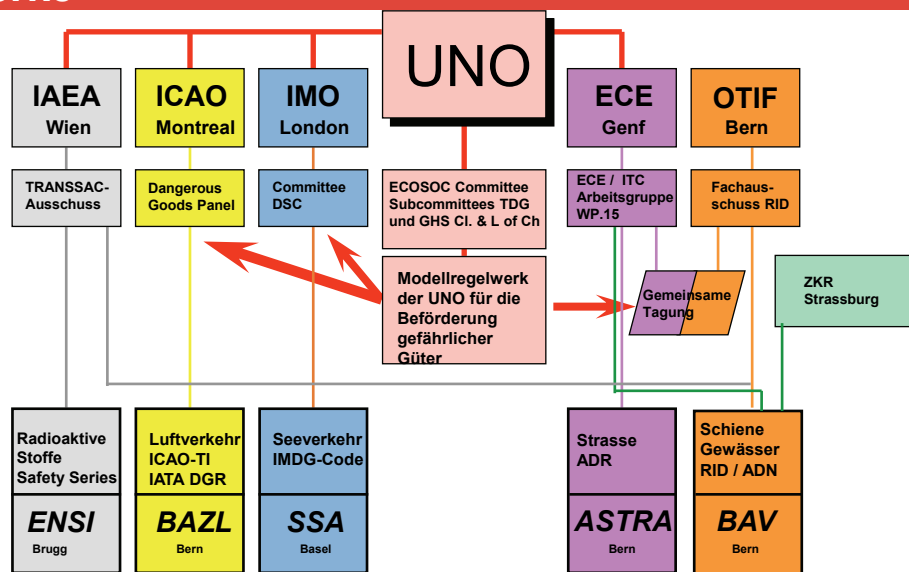 UNO
IAEA
Wien
ICAO
Montreal
IMO
London
ECE
Genf
OTIF
Bern
TRANSSAC-
Ausschuss
Dangerous
Goods Panel
Committee
DSC
ECOSOC Committee
Subcommittees TDG
und GHS Cl. & L of Ch
ECE / ITC
Arbeitsgruppe
WP.15
Fachaus-
schuss RID
Modellregelwerk
der UNO für die
Beförderung
gefährlicher
Güter
Gemeinsame
Tagung
ZKR
Strassburg
Radioaktive
Stoffe
Safety Series
Luftverkehr
ICAO-TI
IATA DGR
Seeverkehr
IMDG-Code
Strasse
ADR
Schiene
Gewässer
RID / ADN
ENSI
Brugg
BAZL
Bern
SSA
Basel
ASTRA
Bern
BAV
Bern